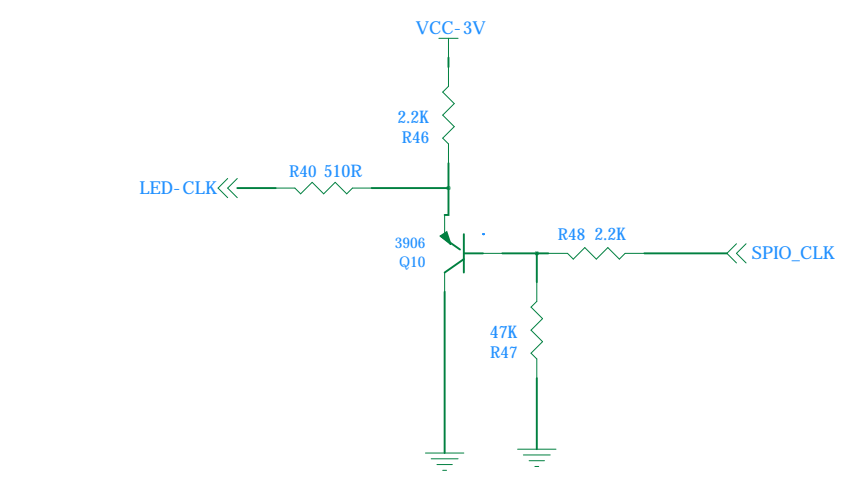 VCC-3V
2.2K
R46
R40 510R
LED-CLK
3906
Q10
R48 2.2K
SPIO_CLK
47K
R47